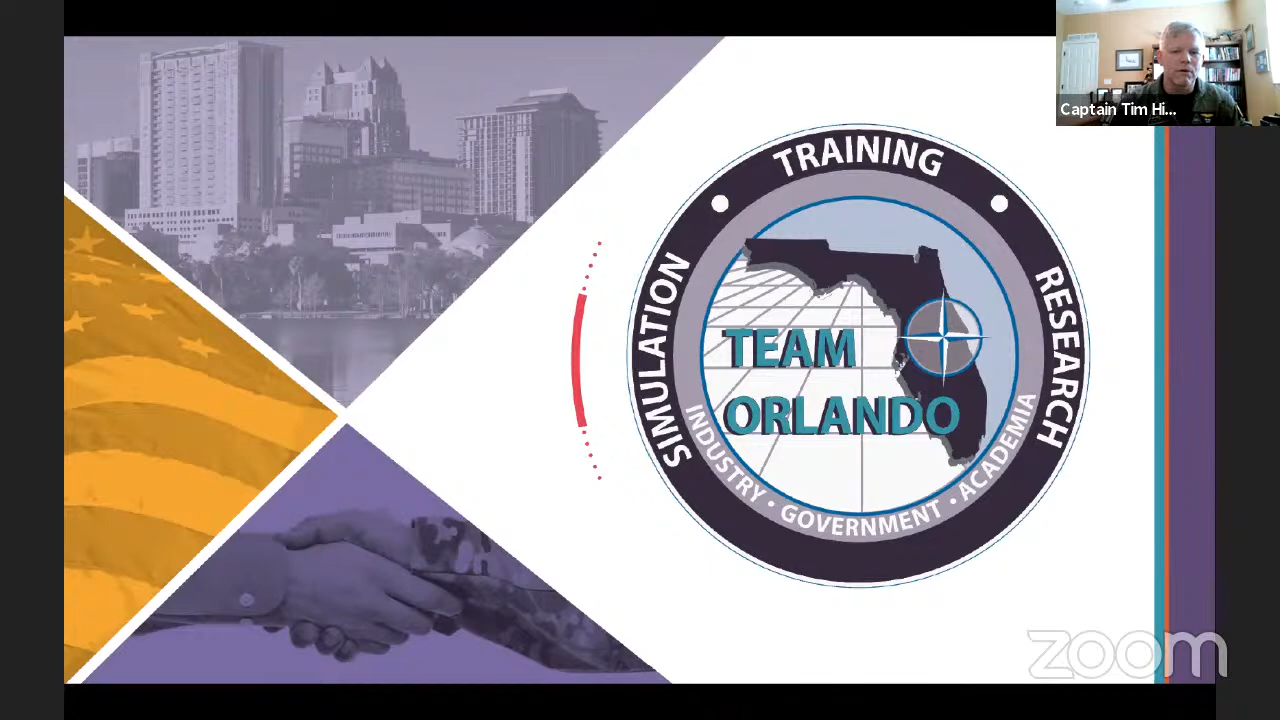 Captain Tim Hi...
TRAINING
SIMULATION
RESEARCH
TEAM
ORLANDO
INDUSTRY • GOVERNMENT • ACADEMIA
zoom